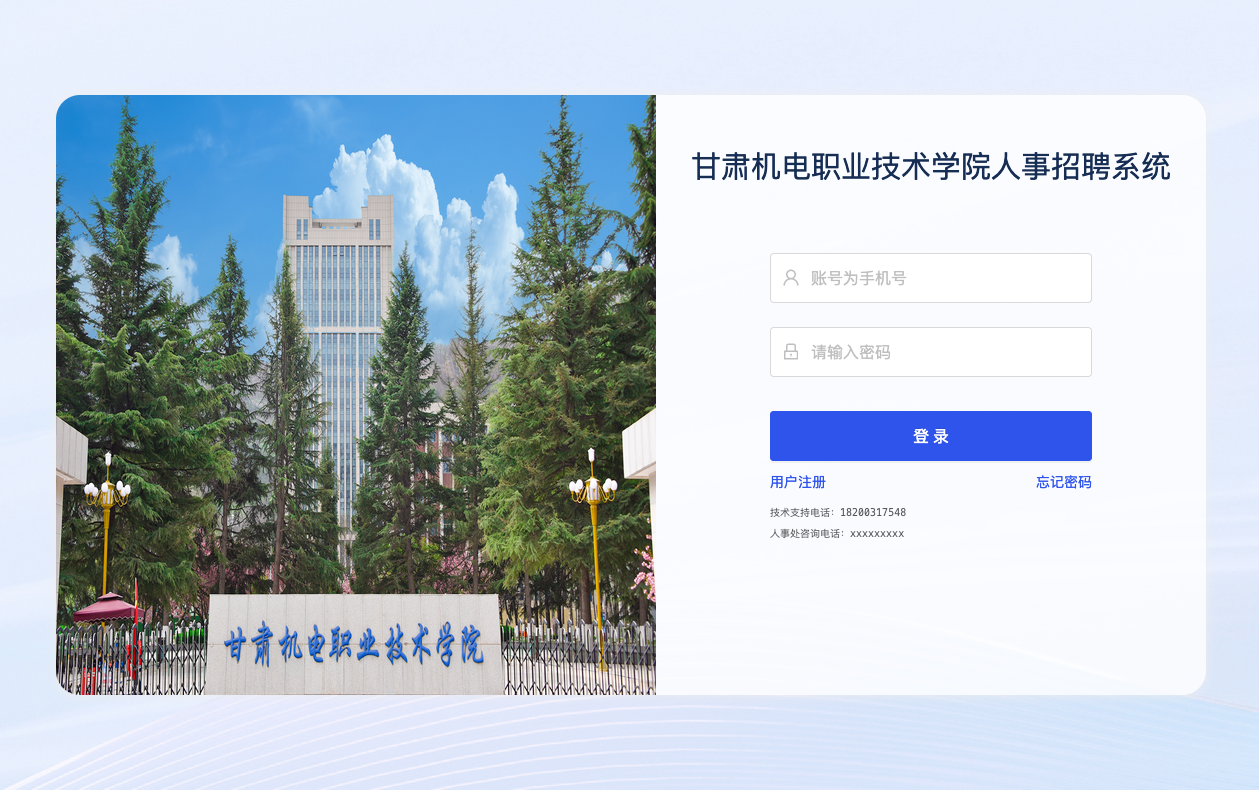 甘肃机电职业技术学院人事招聘系统
账号为手机号
请输入密码
登 录
用户注册
忘记密码
技术支持电话：18200317548
人事处咨询电话：xxxxxxxxx
甘肃机电职业技术学院